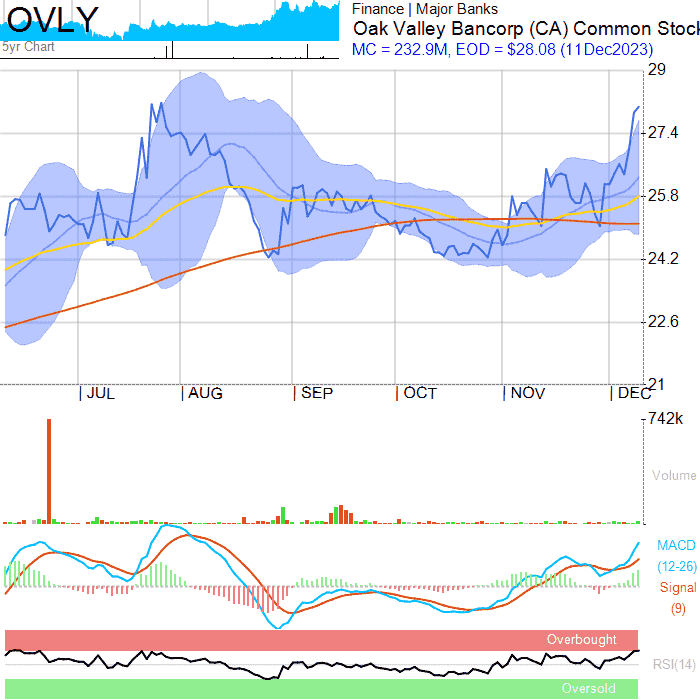 OVLY
5yr Chart
Finance | Major Banks
Oak Valley Bancorp (CA) Common Stock
MC = 232.9M, EOD = $28.08 (11Dec2023)
29
27.4
25.8
24.2
22.6
21
JUL
AUG
SEP
OCT
NOV
DEC
742k
Volume
MACD
(12-26)
Signal
(9)
Overbought
RSI(14)
Oversold